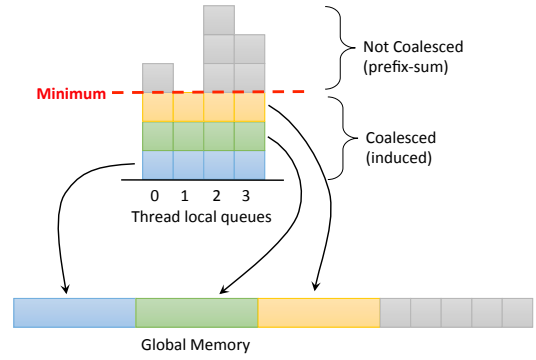 Not Coalesced
(prefix-sum)
Minimum
Coalesced
(induced)
0 1 2 3
Thread local queues
Global Memory